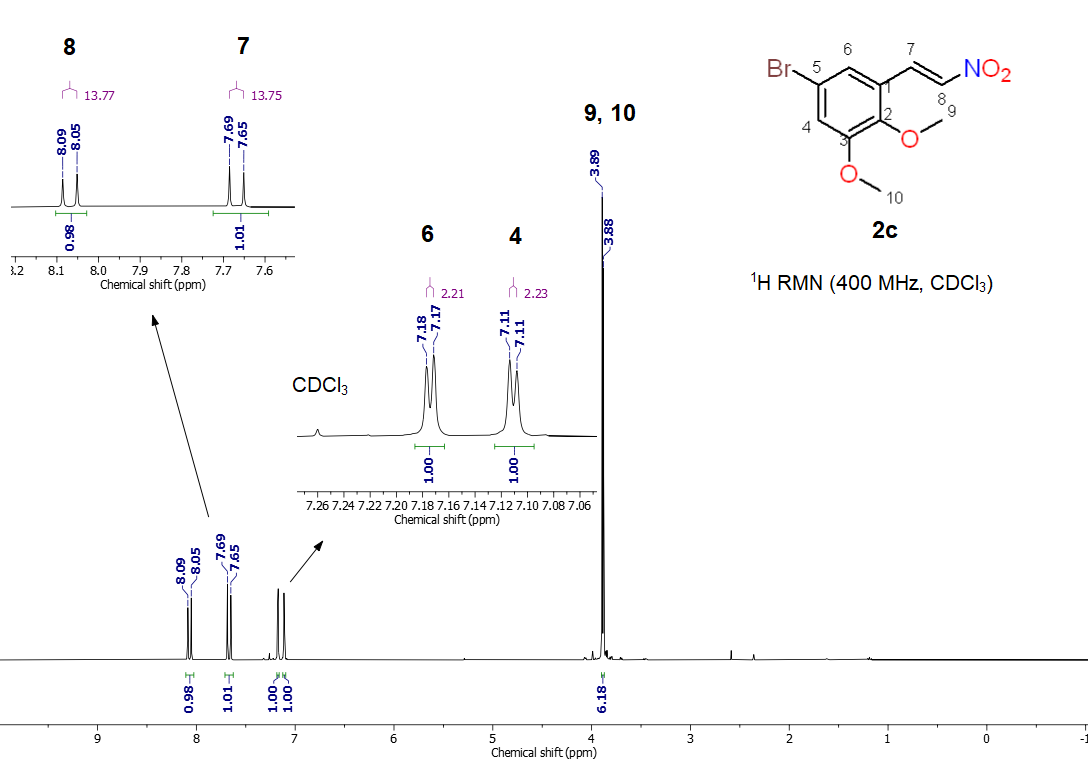 8 7
13.77 13.75
8.09 8.05 7.69 7.65
0.98 1.01
3.2 8.1 8.0 7.9 7.8 7.7 7.6
Chemical shift (ppm)
9, 10
3.89
3.88
6 4
2.21 2.23
7.18 7.17 7.11 7.11
CDCl₃
1.00 1.00
7.26 7.24 7.22 7.20 7.18 7.16 7.14 7.12 7.10 7.08 7.06
Chemical shift (ppm)
Br 5 6 7 NO₂
1 8
4 2 9
3 O
O 10
2c
¹H RMN (400 MHz, CDCl₃)
8.09 8.05 7.69 7.65
0.98 1.01 1.00 1.00 6.18
9 8 7 6 5 4 3 2 1 0 -1
Chemical shift (ppm)